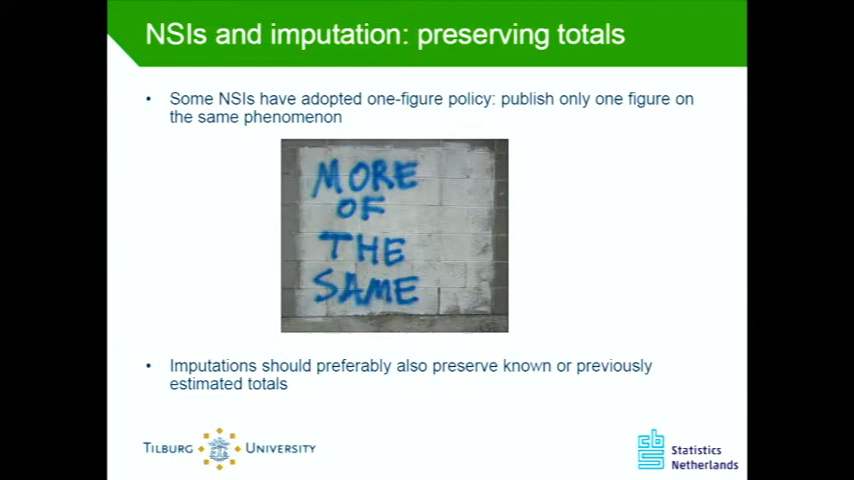 NSIs and imputation: preserving totals
• Some NSIs have adopted one-figure policy: publish only one figure on
the same phenomenon
MORE
OF
THE
SAME
• Imputations should preferably also preserve known or previously
estimated totals
TILBURG UNIVERSITY
cbs
Statistics
Netherlands